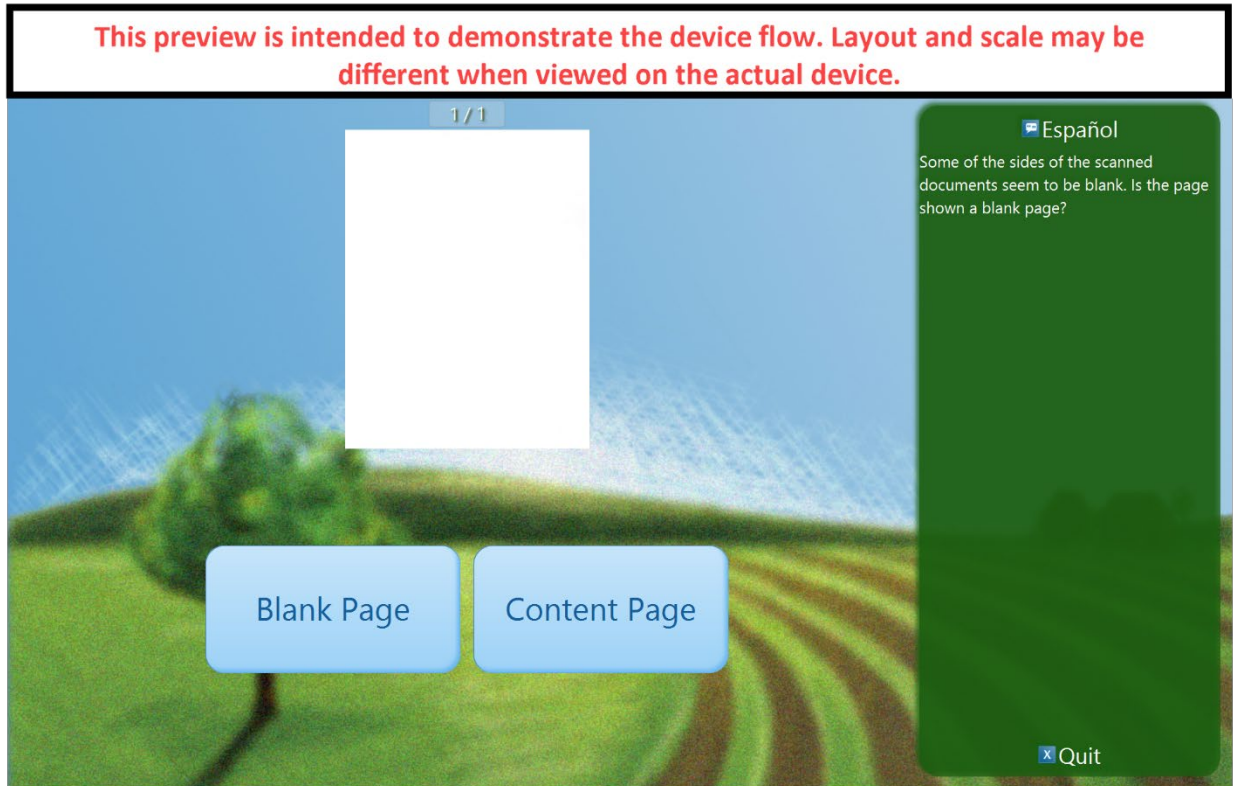 This preview is intended to demonstrate the device flow. Layout and scale may be
different when viewed on the actual device.
1 / 1
Español
Some of the sides of the scanned
documents seem to be blank. Is the page
shown a blank page?
Blank Page
Content Page
X Quit